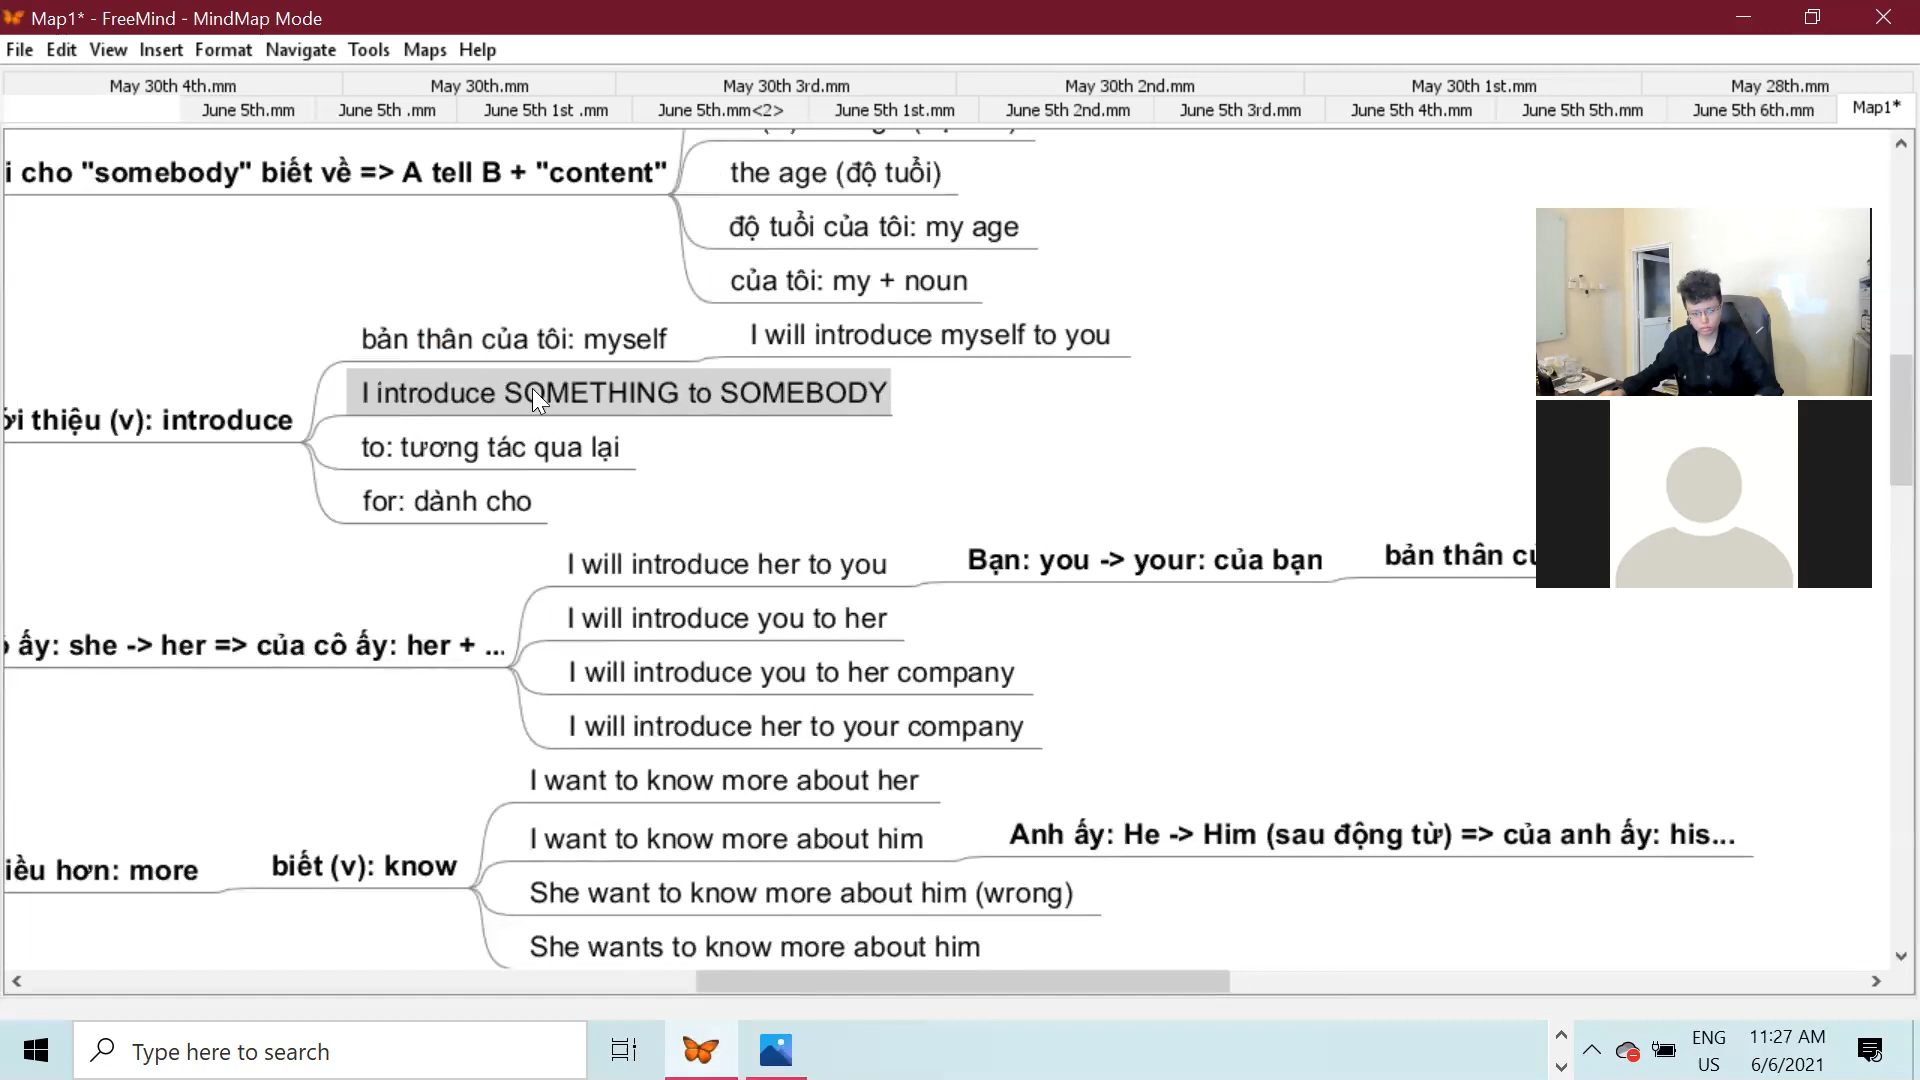 Map1* - FreeMind - MindMap Mode
File Edit View Insert Format Navigate Tools Maps Help
May 30th 4th.mm May 30th.mm May 30th 3rd.mm May 30th 2nd.mm May 30th 1st.mm May 28th.mm
June 5th.mm June 5th .mm June 5th 1st .mm June 5th.mm<2> June 5th 1st.mm June 5th 2nd.mm June 5th 3rd.mm June 5th 4th.mm June 5th 5th.mm June 5th 6th.mm Map1*
i cho "somebody" biết về => A tell B + "content"
the age (độ tuổi)
độ tuổi của tôi: my age
của tôi: my + noun
ới thiệu (v): introduce
bản thân của tôi: myself
I will introduce myself to you
I introduce SOMETHING to SOMEBODY
to: tương tác qua lại
for: dành cho
ấy: she -> her => của cô ấy: her + ...
I will introduce her to you
Bạn: you -> your: của bạn
bản thân củ
I will introduce you to her
I will introduce you to her company
I will introduce her to your company
iều hơn: more
biết (v): know
I want to know more about her
I want to know more about him
Anh ấy: He -> Him (sau động từ) => của anh ấy: his...
She want to know more about him (wrong)
She wants to know more about him
Type here to search
ENG
US
11:27 AM
6/6/2021